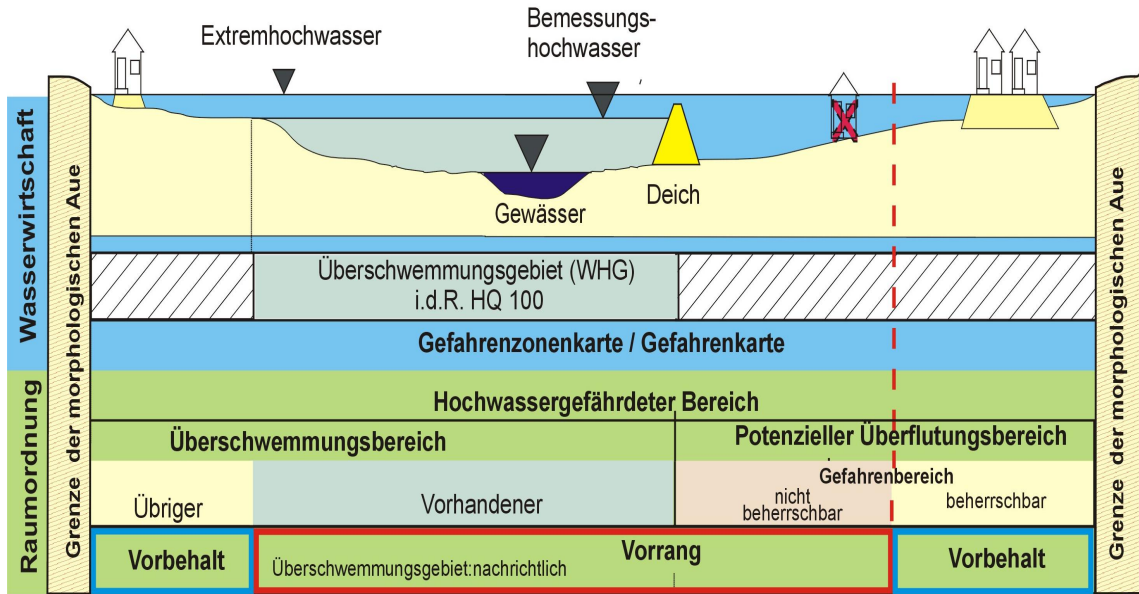 Extremhochwasser
Bemessungs-
hochwasser
Wasserwirtschaft
Raumordnung
Grenze der morphologischen Aue
Grenze der morphologischen Aue
Gewässer
Deich
Überschwemmungsgebiet (WHG)
i.d.R. HQ 100
Gefahrenzonenkarte / Gefahrenkarte
Hochwassergefährdeter Bereich
Überschwemmungsbereich
Potenzieller Überflutungsbereich
Übriger
Vorhandener
Gefahrenbereich
nicht
beherrschbar
beherrschbar
Vorbehalt
Vorrang
Überschwemmungsgebiet:nachrichtlich
Vorbehalt